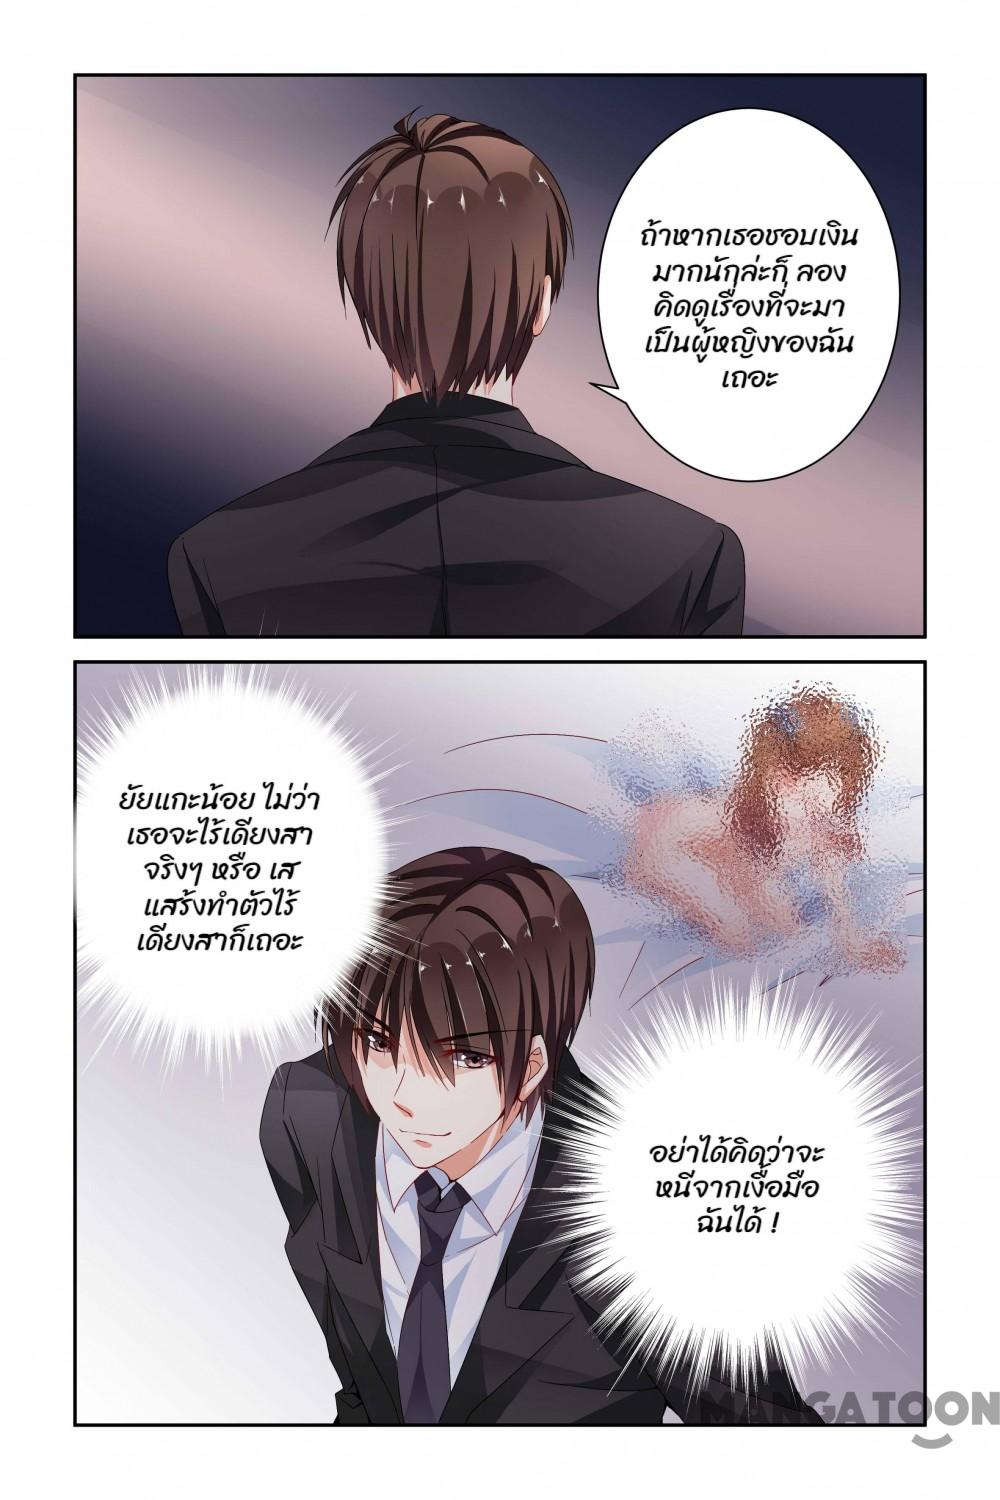 ถ้าหากเธอชอบเงิน
มากนักล่ะก็ ลอง
คิดดูเรื่องที่จะมา
เป็นผู้หญิงของฉัน
เถอะ
ยัยแกะน้อย ไม่ว่า
เธอจะไร้เดียงสา
จริงๆ หรือ เส
แสร้งทำตัวไร้
เดียงสาก็เถอะ
อย่าได้คิดว่าจะ
หนีจากเงื้อมือ
ฉันได้ !
MANGATOON